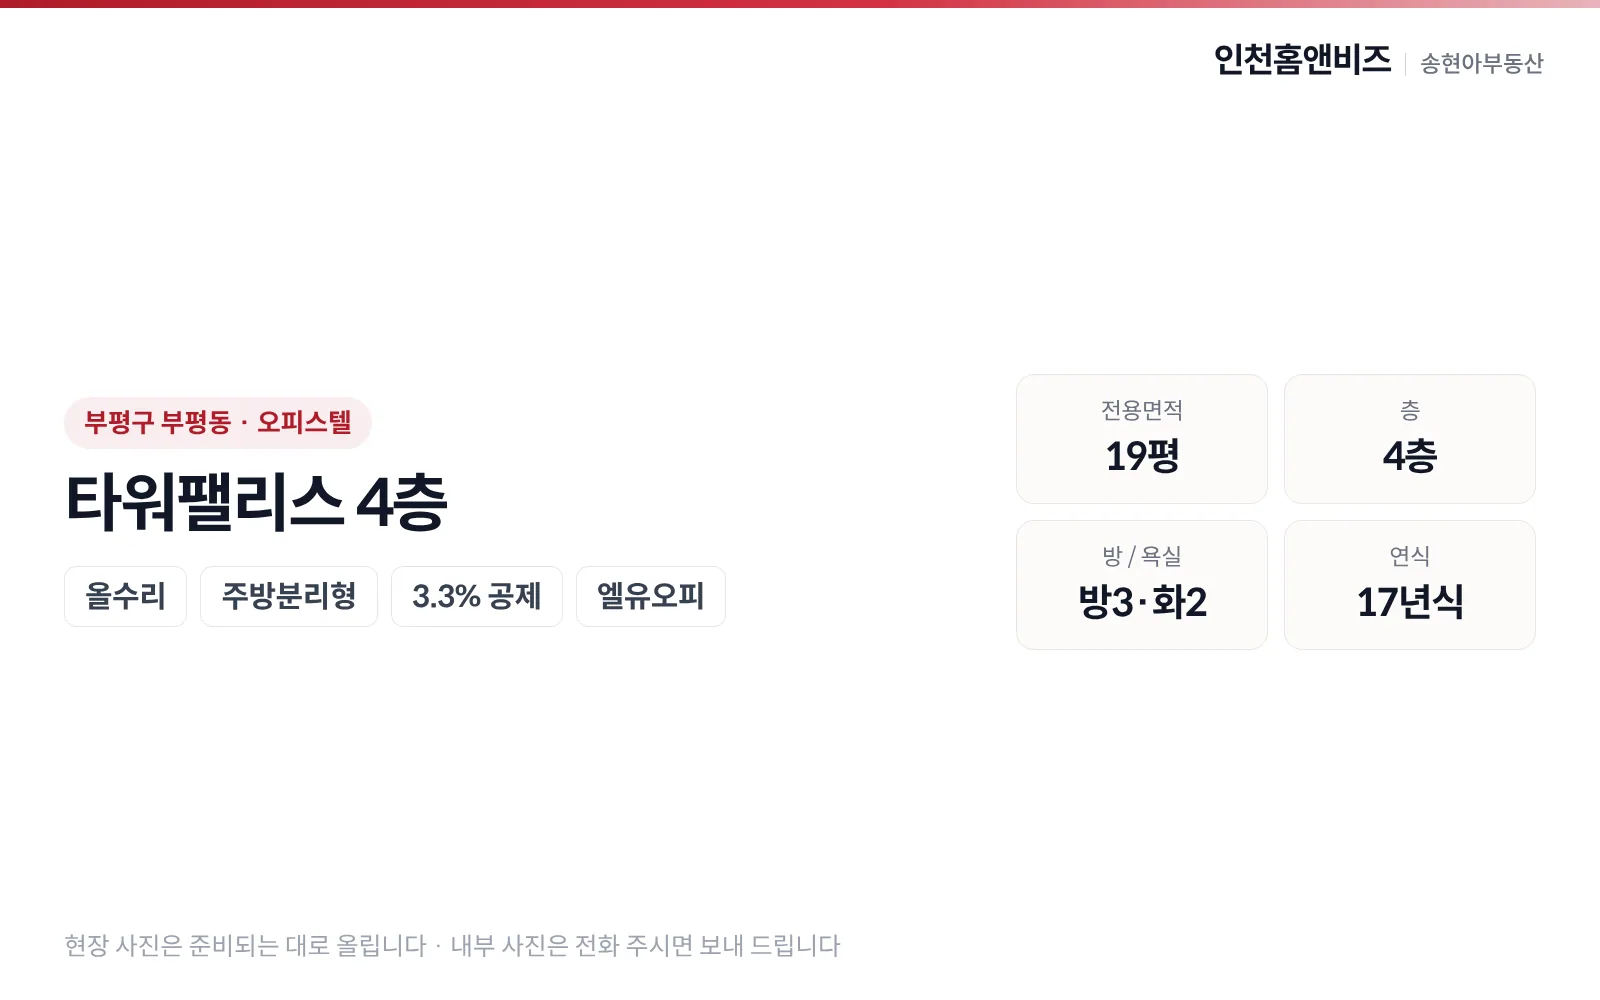 인천홈앤비즈 | 송현아부동산
부평구 부평동 · 오피스텔
타워팰리스 4층
올수리 주방분리형 3.3% 공제 엘유오피
전용면적
19평
층
4층
방 / 욕실
방3·화2
연식
17년식
현장 사진은 준비되는 대로 올립니다 · 내부 사진은 전화 주시면 보내 드립니다